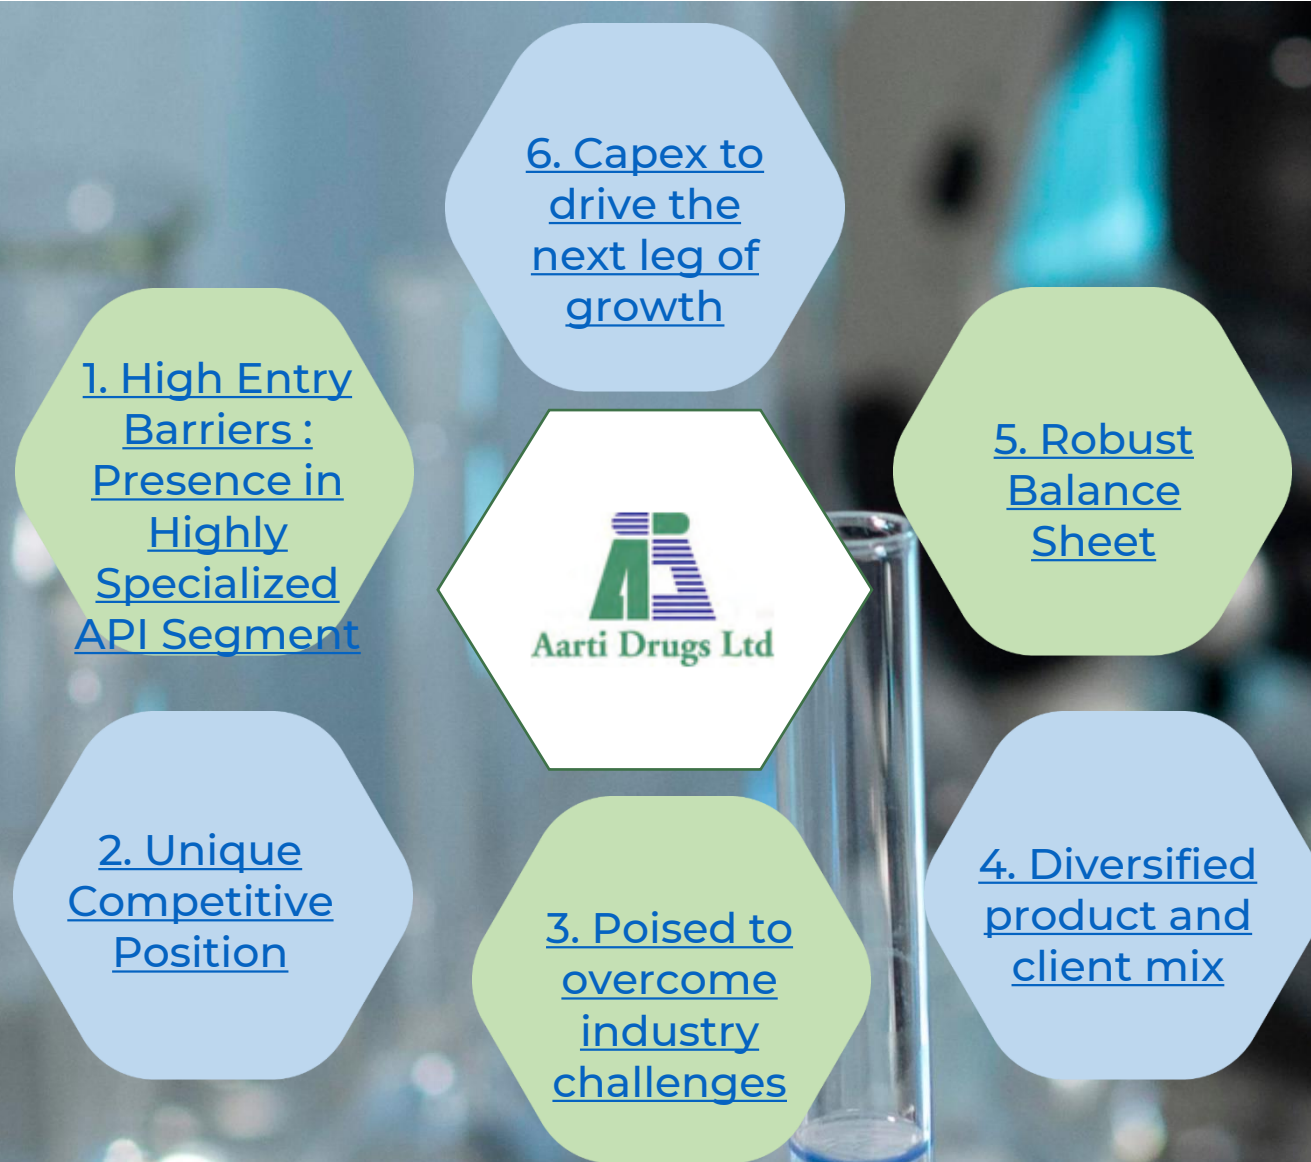 6. Capex to
drive the
next leg of
growth
1. High Entry
Barriers :
Presence in
Highly
Specialized
API Segment
5. Robust
Balance
Sheet
Aarti Drugs Ltd
2. Unique
Competitive
Position
3. Poised to
overcome
industry
challenges
4. Diversified
product and
client mix